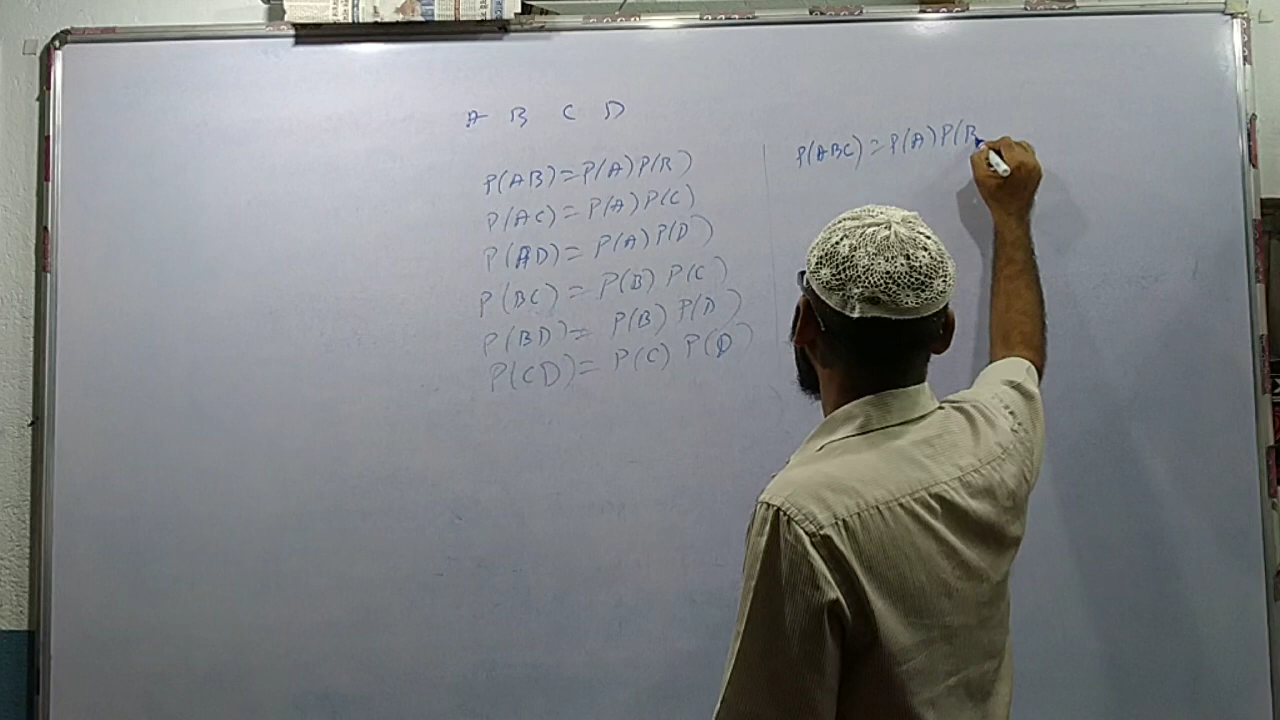 A B C D
P(AB)=P(A)P(B)
P(AC)=P(A)P(C)
P(AD)=P(A)P(D)
P(BC)=P(B)P(C)
P(BD)=P(B)P(D)
P(CD)=P(C)P(D)
P(ABC)=P(A)P(B